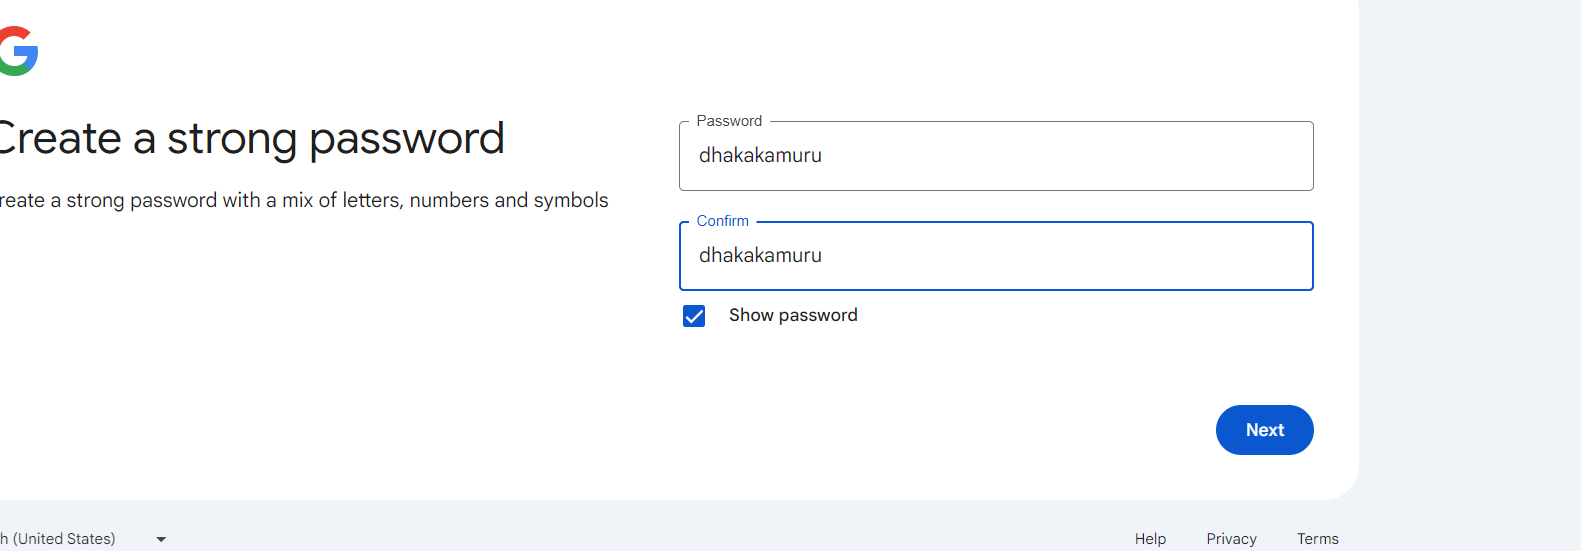 Create a strong password
reate a strong password with a mix of letters, numbers and symbols
Password
dhakakamuru
Confirm
dhakakamuru
Show password
Next
h (United States)
Help Privacy Terms